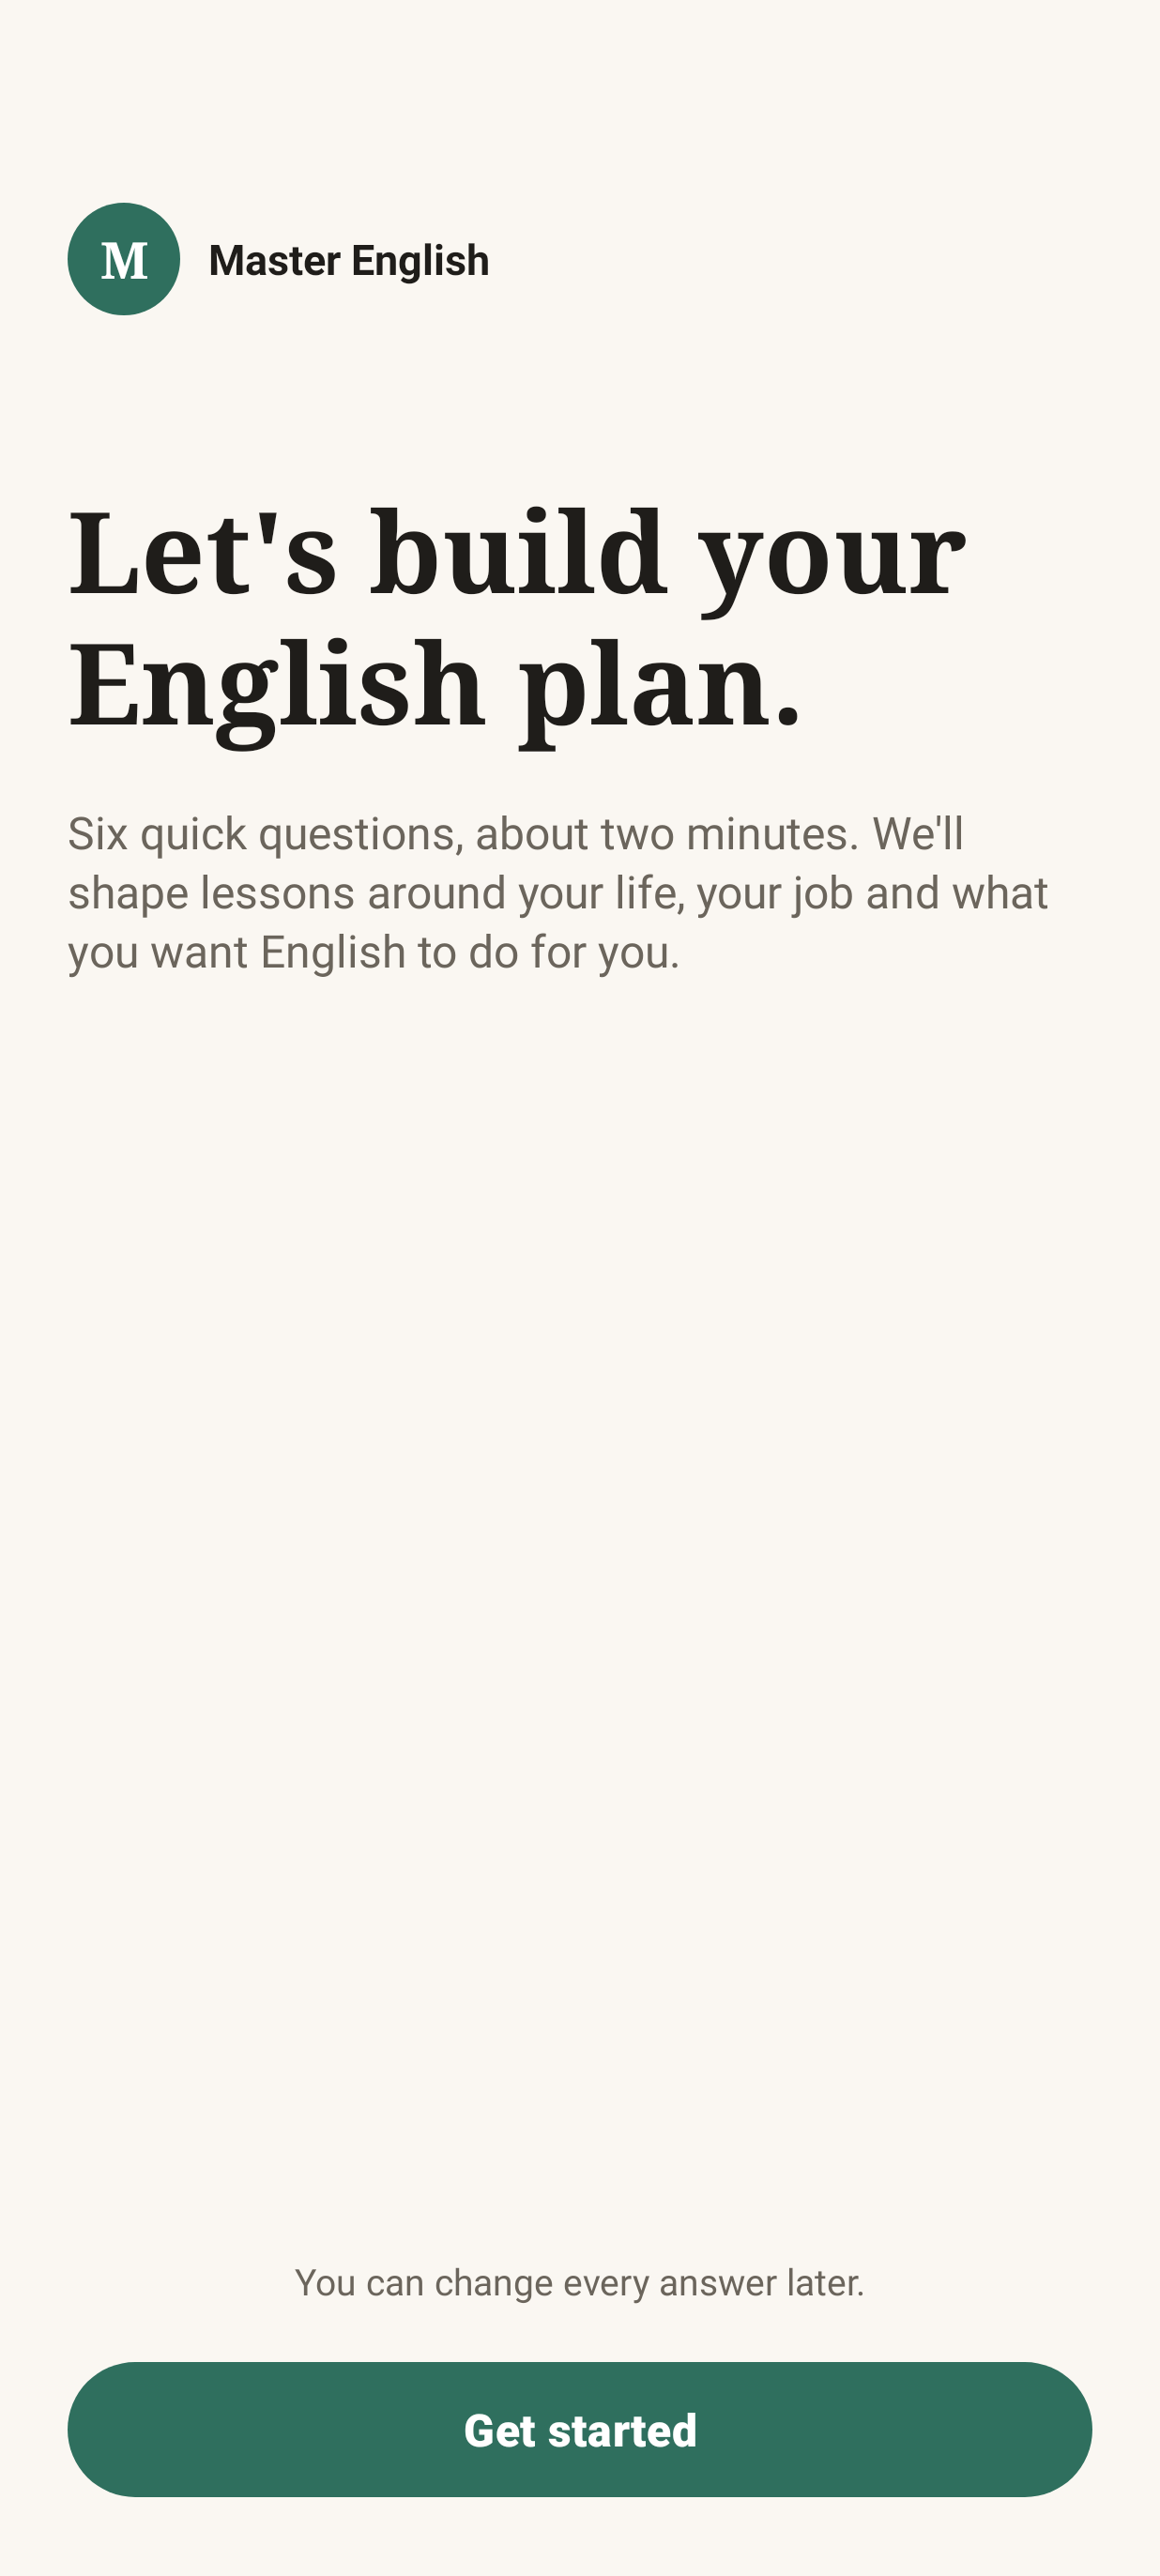 M
Master English
Let's build your
English plan.
Six quick questions, about two minutes. We'll
shape lessons around your life, your job and what
you want English to do for you.
You can change every answer later.
Get started